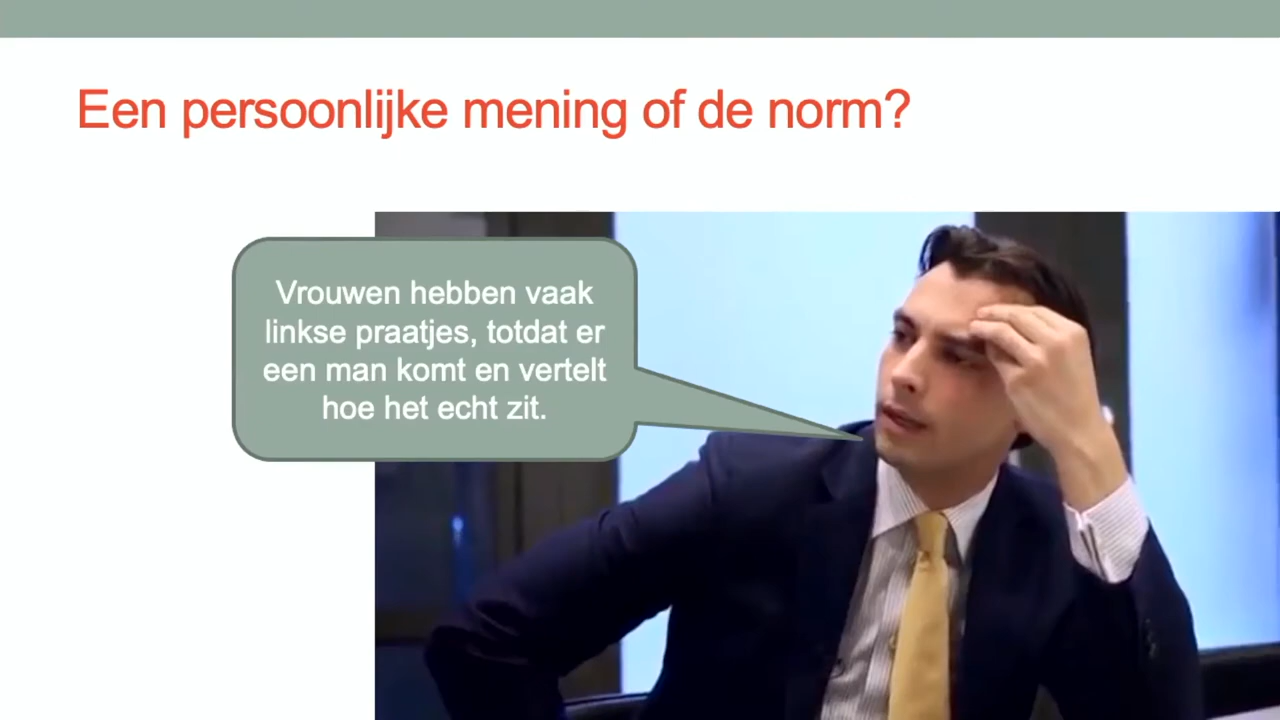 Een persoonlijke mening of de norm?
Vrouwen hebben vaak
linkse praatjes, totdat er
een man komt en vertelt
hoe het echt zit.